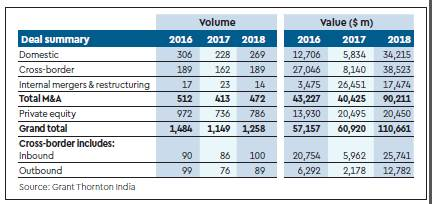 Volume Value ($ m)
Deal summary 2016 2017 2018 2016 2017 2018
Domestic 306 228 269 12,706 5,834 34,215
Cross-border 189 162 189 27,046 8,140 38,523
Internal mergers & restructuring 17 23 14 3,475 26,451 17,474
Total M&A 512 413 472 43,227 40,425 90,211
Private equity 972 736 786 13,930 20,495 20,450
Grand total 1,484 1,149 1,258 57,157 60,920 110,661
Cross-border includes:
Inbound 90 86 100 20,754 5,962 25,741
Outbound 99 76 89 6,292 2,178 12,782
Source: Grant Thornton India